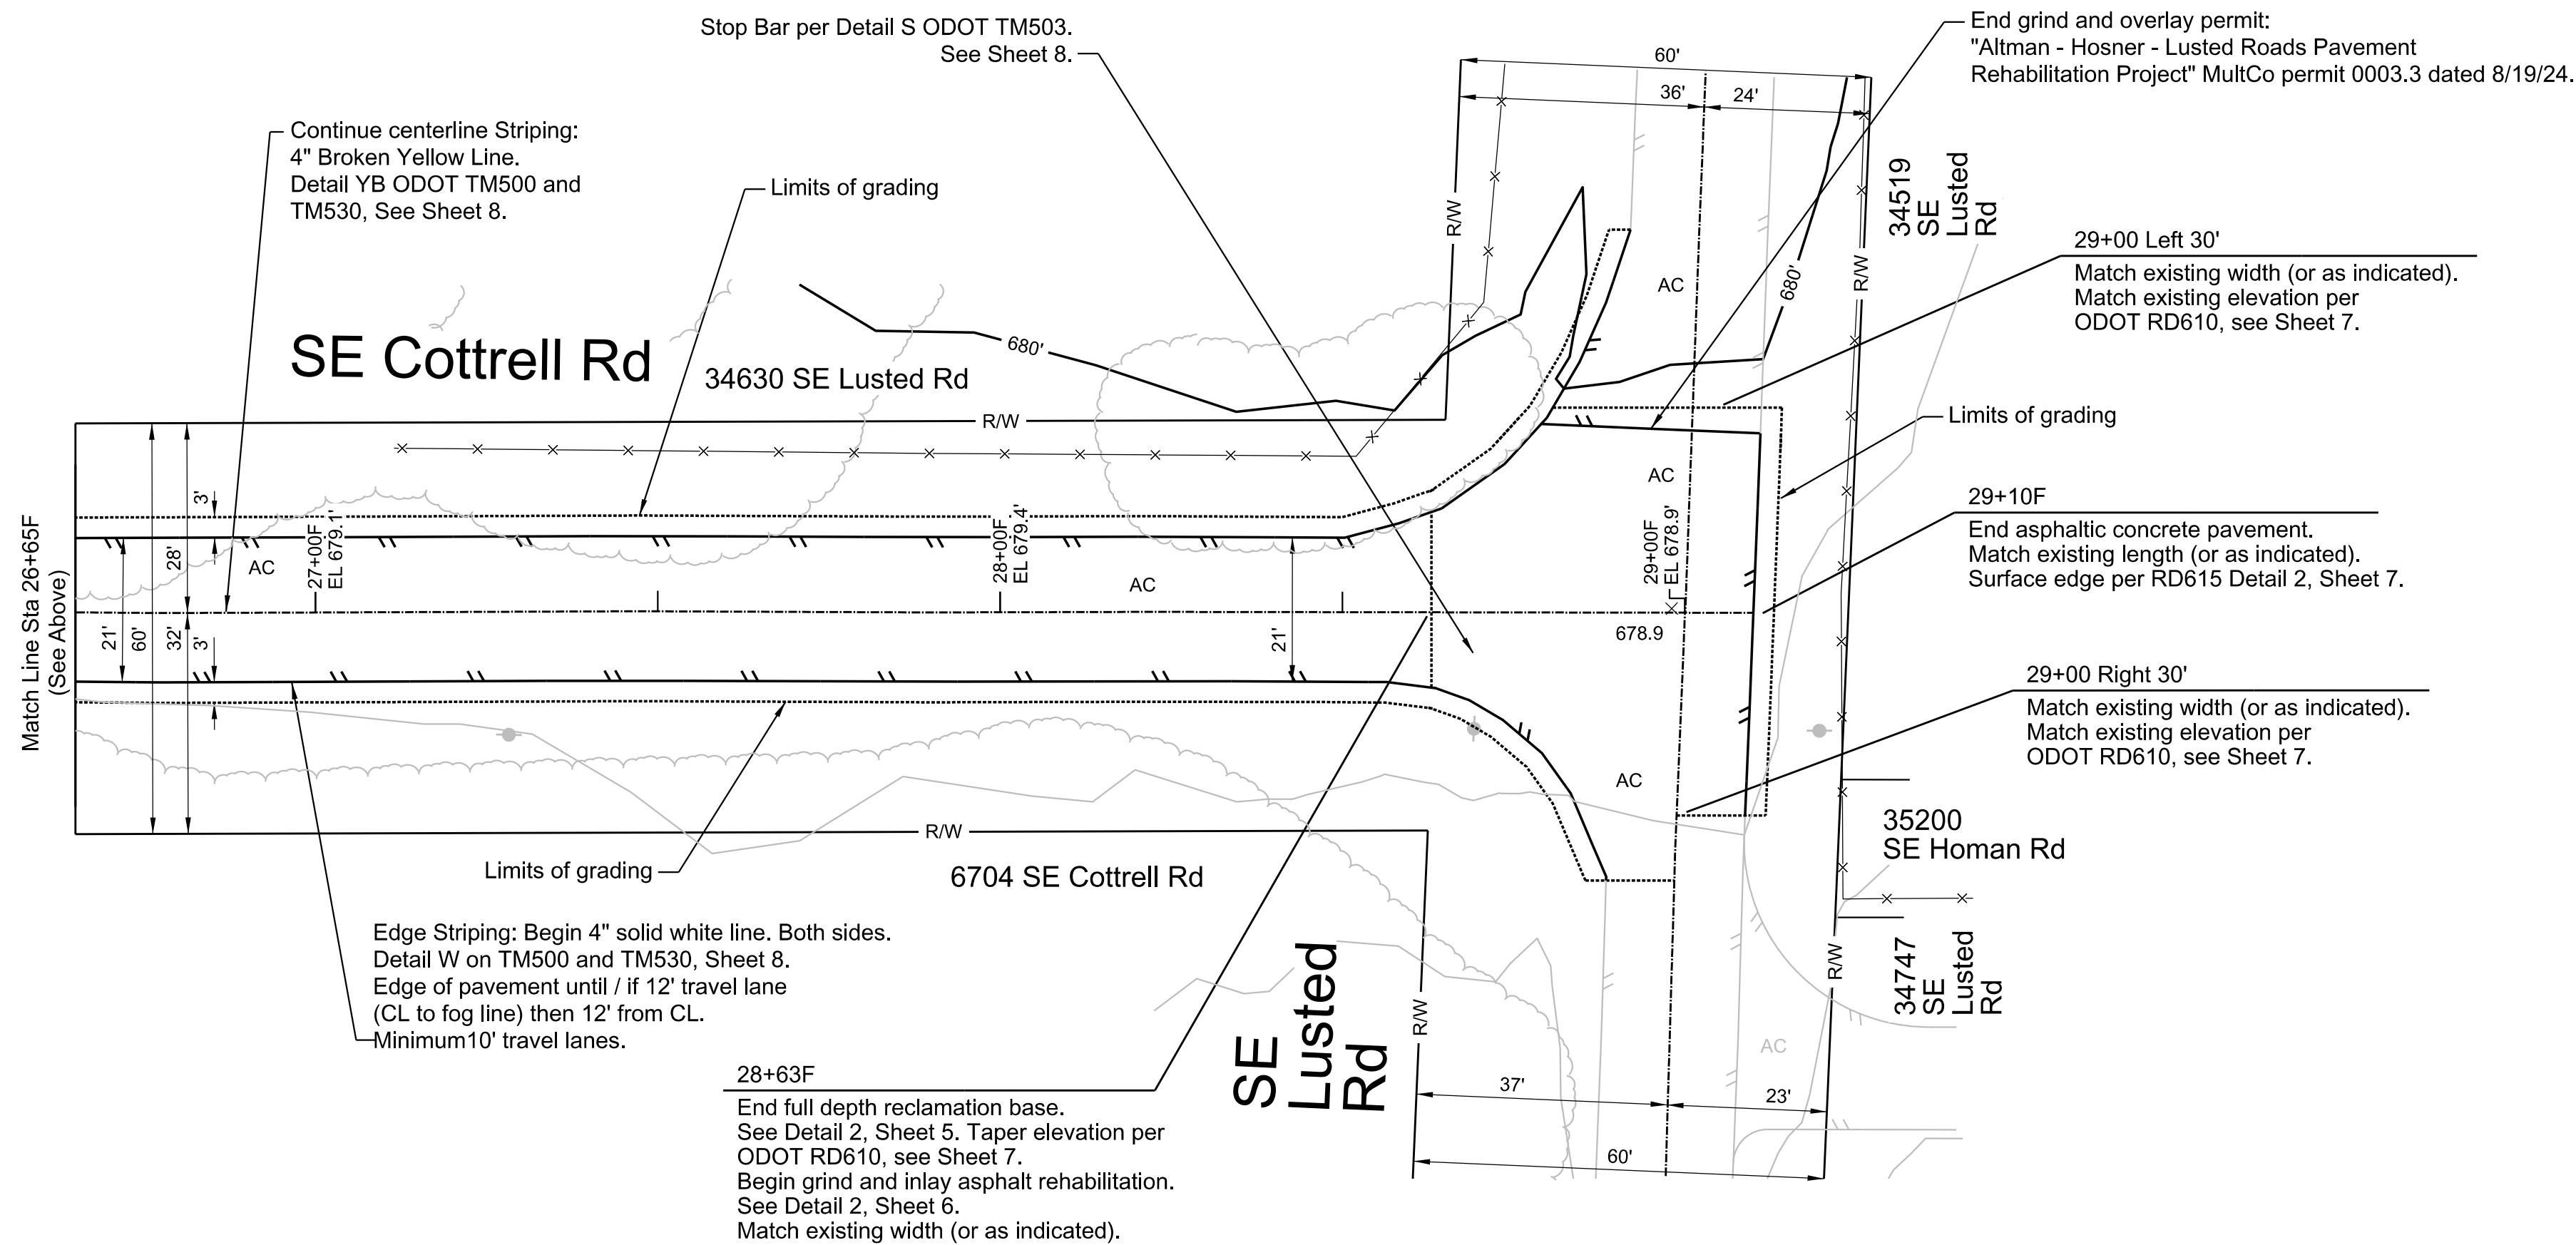 Stop Bar per Detail S ODOT TM503.
See Sheet 8.
End grind and overlay permit:
"Altman - Hosner - Lusted Roads Pavement
Rehabilitation Project" MultCo permit 0003.3 dated 8/19/24.
60'
36'
24'
Continue centerline Striping:
4" Broken Yellow Line.
Detail YB ODOT TM500 and
TM530, See Sheet 8.
Limits of grading
R/W
34519
SE
Lusted
Rd
29+00 Left 30'
Match existing width (or as indicated).
Match existing elevation per
ODOT RD610, see Sheet 7.
AC
680'
R/W
SE Cottrell Rd
680'
34630 SE Lusted Rd
R/W
Limits of grading
AC
29+10F
End asphaltic concrete pavement.
Match existing length (or as indicated).
Surface edge per RD615 Detail 2, Sheet 7.
Match Line Sta 26+65F
(See Above)
3'
28'
21'
60'
32'
3'
AC
27+00F
EL 679.1'
28+00F
EL 679.4'
AC
21'
29+00F
EL 678.9'
678.9
29+00 Right 30'
Match existing width (or as indicated).
Match existing elevation per
ODOT RD610, see Sheet 7.
AC
R/W
35200
SE Homan Rd
Limits of grading
6704 SE Cottrell Rd
Edge Striping: Begin 4" solid white line. Both sides.
Detail W on TM500 and TM530, Sheet 8.
Edge of pavement until / if 12' travel lane
(CL to fog line) then 12' from CL.
Minimum10' travel lanes.
SE
Lusted
Rd
R/W
R/W
34747
SE
Lusted
Rd
AC
28+63F
End full depth reclamation base.
See Detail 2, Sheet 5. Taper elevation per
ODOT RD610, see Sheet 7.
Begin grind and inlay asphalt rehabilitation.
See Detail 2, Sheet 6.
Match existing width (or as indicated).
37'
23'
60'